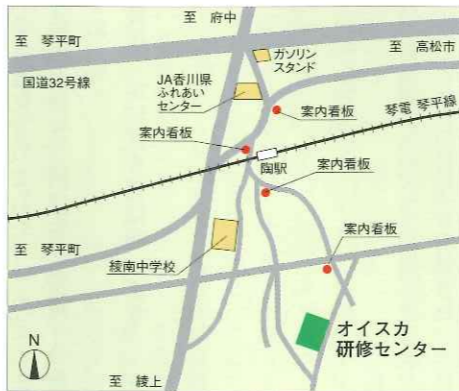 至 府中
至 琴平町
ガソリン
スタンド
至 高松市
国道32号線
JA香川県
ふれあい
センター
案内看板
琴電 琴平線
案内看板
陶駅
案内看板
至 琴平町
綾南中学校
案内看板
オイスカ
研修センター
N
至 綾上